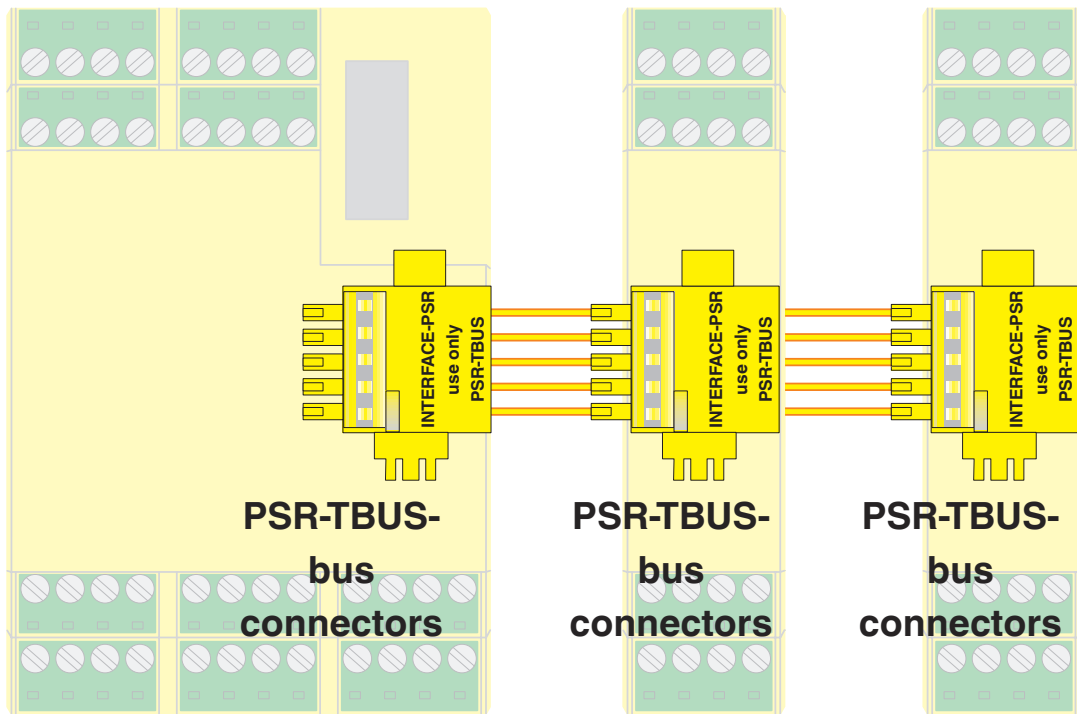 INTERFACE-PSR
use only
PSR-TBUS
INTERFACE-PSR
use only
PSR-TBUS
INTERFACE-PSR
use only
PSR-TBUS
PSR-TBUS-
bus
connectors
PSR-TBUS-
bus
connectors
PSR-TBUS-
bus
connectors